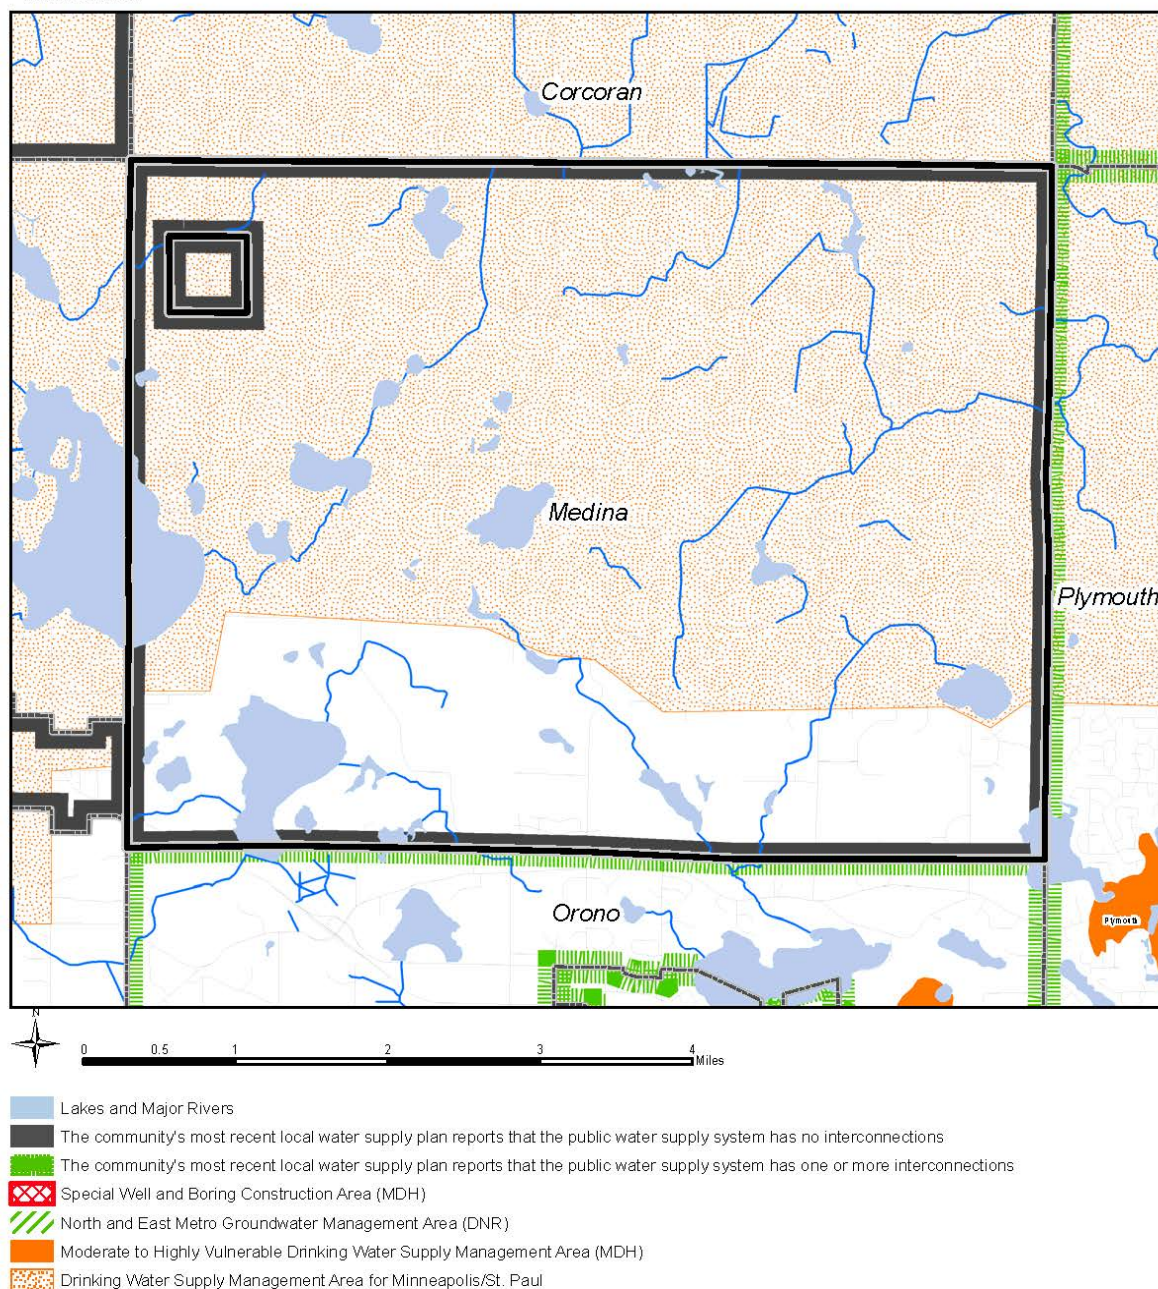 Corcoran
Medina
Plymouth
Orono
Plymouth
N
0 0.5 1 2 3 4
Miles
Lakes and Major Rivers
The community's most recent local water supply plan reports that the public water supply system has no interconnections
The community's most recent local water supply plan reports that the public water supply system has one or more interconnections
Special Well and Boring Construction Area (MDH)
North and East Metro Groundwater Management Area (DNR)
Moderate to Highly Vulnerable Drinking Water Supply Management Area (MDH)
Drinking Water Supply Management Area for Minneapolis/St. Paul